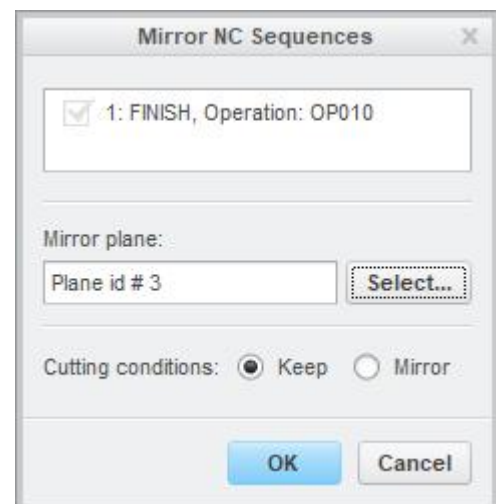 Mirror NC Sequences
1: FINISH, Operation: OP010
Mirror plane:
Plane id # 3 Select...
Cutting conditions: Keep Mirror
OK Cancel